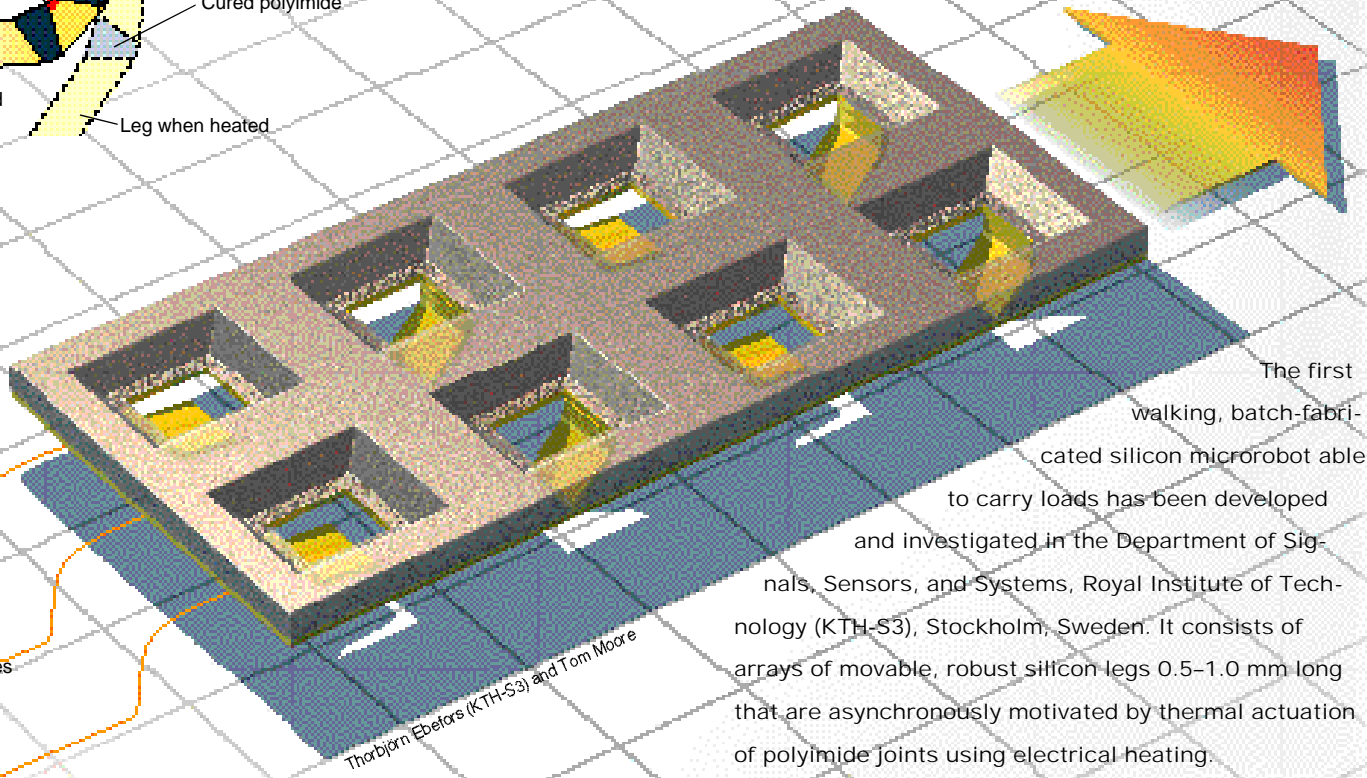 Cured polyimide
Leg when heated
The first
walking, batch-fabri-
cated silicon microrobot able
to carry loads has been developed
and investigated in the Department of Sig-
nals, Sensors, and Systems, Royal Institute of Tech-
nology (KTH-S3), Stockholm, Sweden. It consists of
arrays of movable, robust silicon legs 0.5–1.0 mm long
that are asynchronously motivated by thermal actuation
of polyimide joints using electrical heating.
Thorbjörn Ebefors (KTH-S3) and Tom Moore